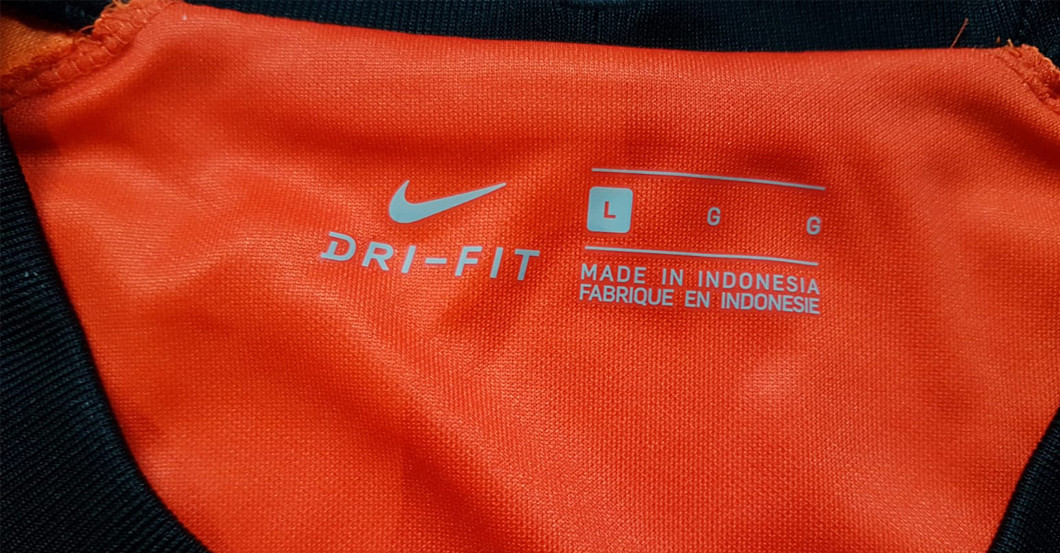 DRI-FIT
L G G
MADE IN INDONESIA
FABRIQUE EN INDONESIE